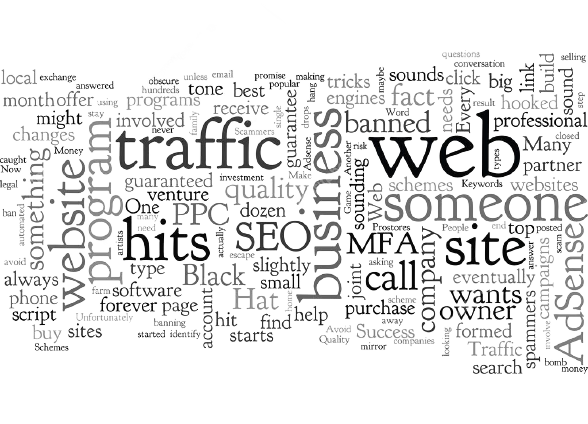 questions
conversation
selling
local
exchange
answered
obscure
hundreds
unless
email
promise
popular
making
hang
tricks
maybe
sounds
click
big
link
build
step
month
offer
using
programs
tone
best
receive
guarantee
drops
engines
fact
needs
Every
result
hooked
sound
might
stay
involved
never
family
Scammers
single
Adsense
banned
Word
professional
changes
program
traffic
business
Another
risk
web
types
closed
Many
caught
Now
Money
something
website
guaranteed
investment
Make
sounding
schemes
Keywords
websites
partner
legal
venture
quality
Game
Web
someone
ban
automated
One
many
need
PPC
dozen
Prostores
People
end
top
posted
artists
hits
actually
SEO
MFA
company
site
answer
scam
avoid
escape
asking
type
Black
slightly
joint
call
eventually
campaigns
AdSense
always
farm
software
small
home
scheme
wants
involve
phone
forever
page
account
Hat
purchase
owner
spammers
script
Unfortunately
banning
hit
find
help
away
buy
sites
started
identify
starts
Avoid
Quality
Success
companies
looking
formed
Traffic
Schemes
mirror
search
bomb
money